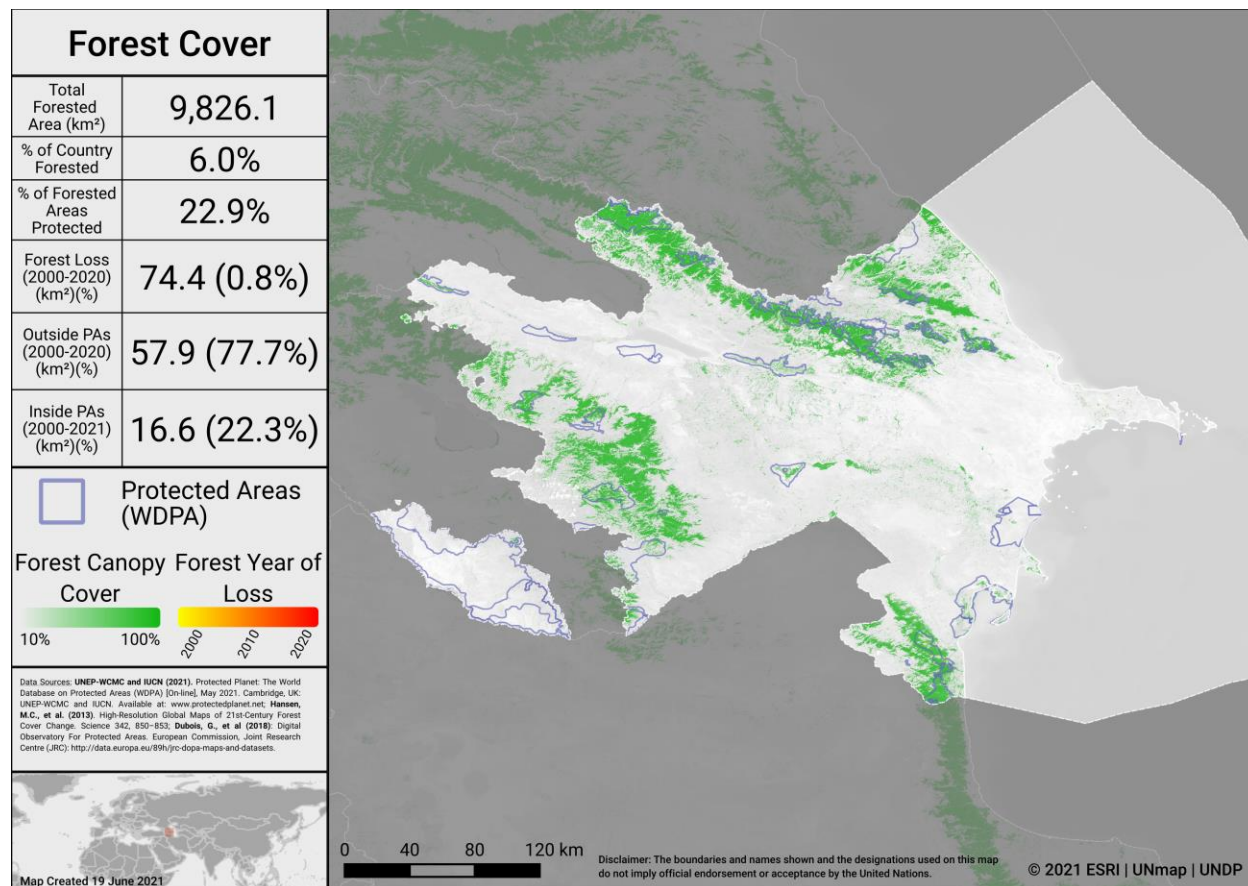 Forest Cover
Total
Forested
Area (km²)
9,826.1
% of Country
Forested
6.0%
% of Forested
Areas
Protected
22.9%
Forest Loss
(2000-2020)
(km²)(%)
74.4 (0.8%)
Outside PAs
(2000-2020)
(km²)(%)
57.9 (77.7%)
Inside PAs
(2000-2021)
(km²)(%)
16.6 (22.3%)
Protected Areas
(WDPA)
Forest Canopy
Cover
10%
100%
Forest Year of
Loss
2000
2010
2020
Data Sources: UNEP-WCMC and IUCN (2021). Protected Planet: The World
Database on Protected Areas (WDPA) [On-line], May 2021. Cambridge, UK:
UNEP-WCMC and IUCN. Available at: www.protectedplanet.net; Hansen,
M.C., et al. (2013). High-Resolution Global Maps of 21st-Century Forest
Cover Change. Science 342, 850–853; Dubois, G., et al (2018): Digital
Observatory For Protected Areas. European Commission, Joint Research
Centre (JRC): http://data.europa.eu/89h/jrc-dopa-maps-and-datasets.
Map Created 19 June 2021
0 40 80 120 km
Disclaimer: The boundaries and names shown and the designations used on this map
do not imply official endorsement or acceptance by the United Nations.
© 2021 ESRI | UNmap | UNDP